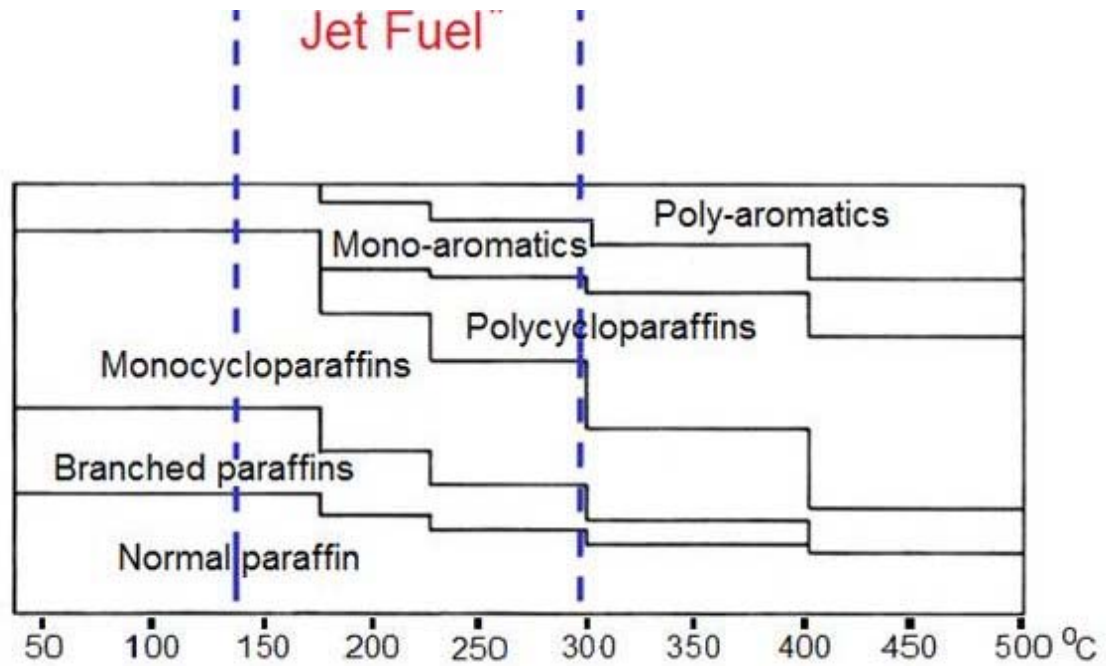 Jet Fuel*
Poly-aromatics
Mono-aromatics
Polycycloparaffins
Monocycloparaffins
Branched paraffins
Normal paraffin
50 100 150 200 250 300 350 400 450 500 ⁰C